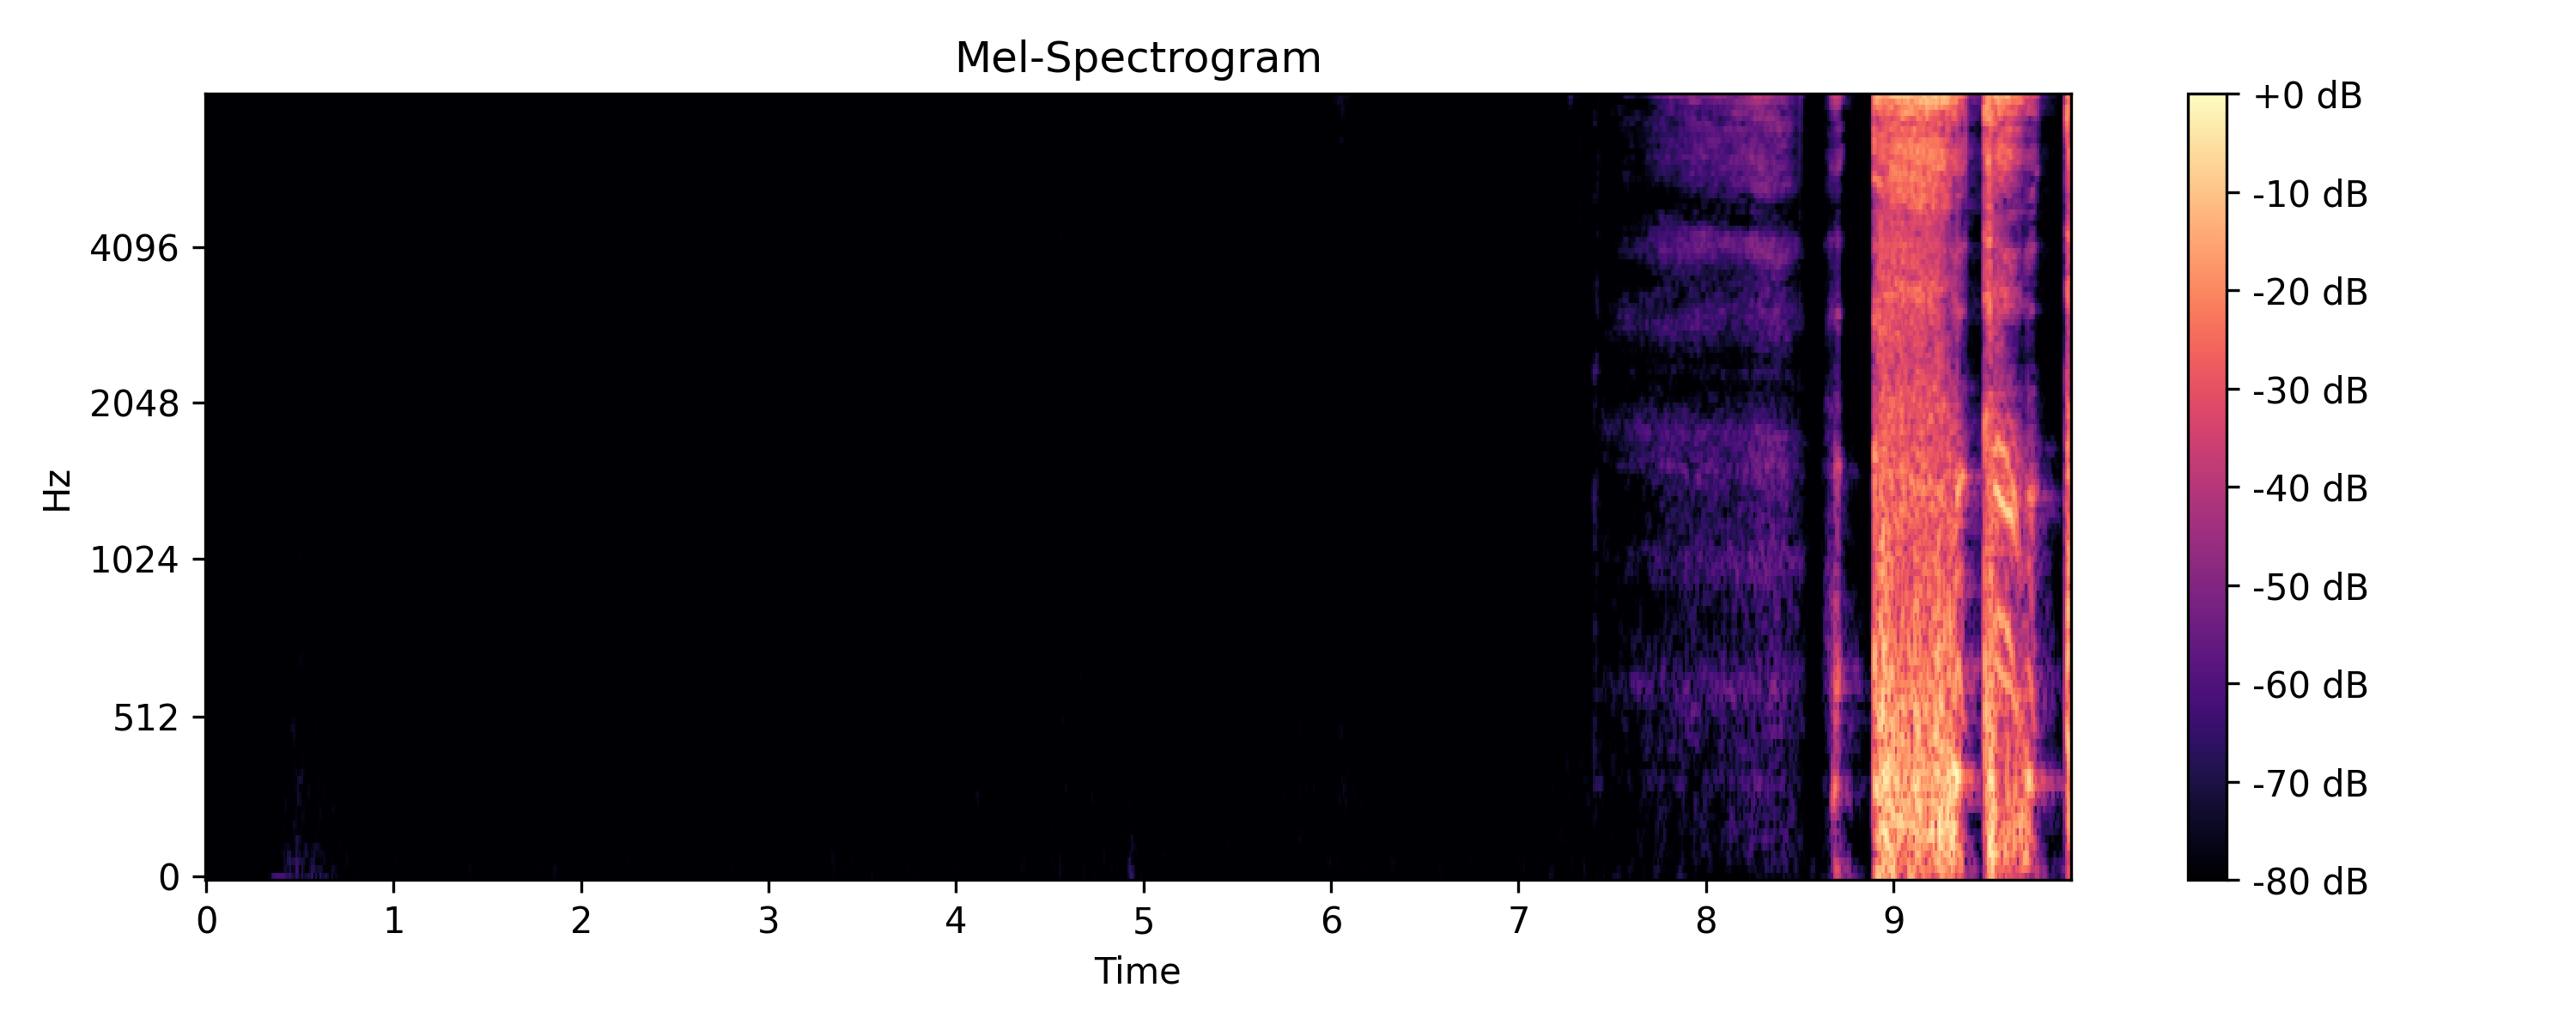 Mel-Spectrogram
Hz
4096
2048
1024
512
0
0 1 2 3 4 5 6 7 8 9
Time
+0 dB
-10 dB
-20 dB
-30 dB
-40 dB
-50 dB
-60 dB
-70 dB
-80 dB